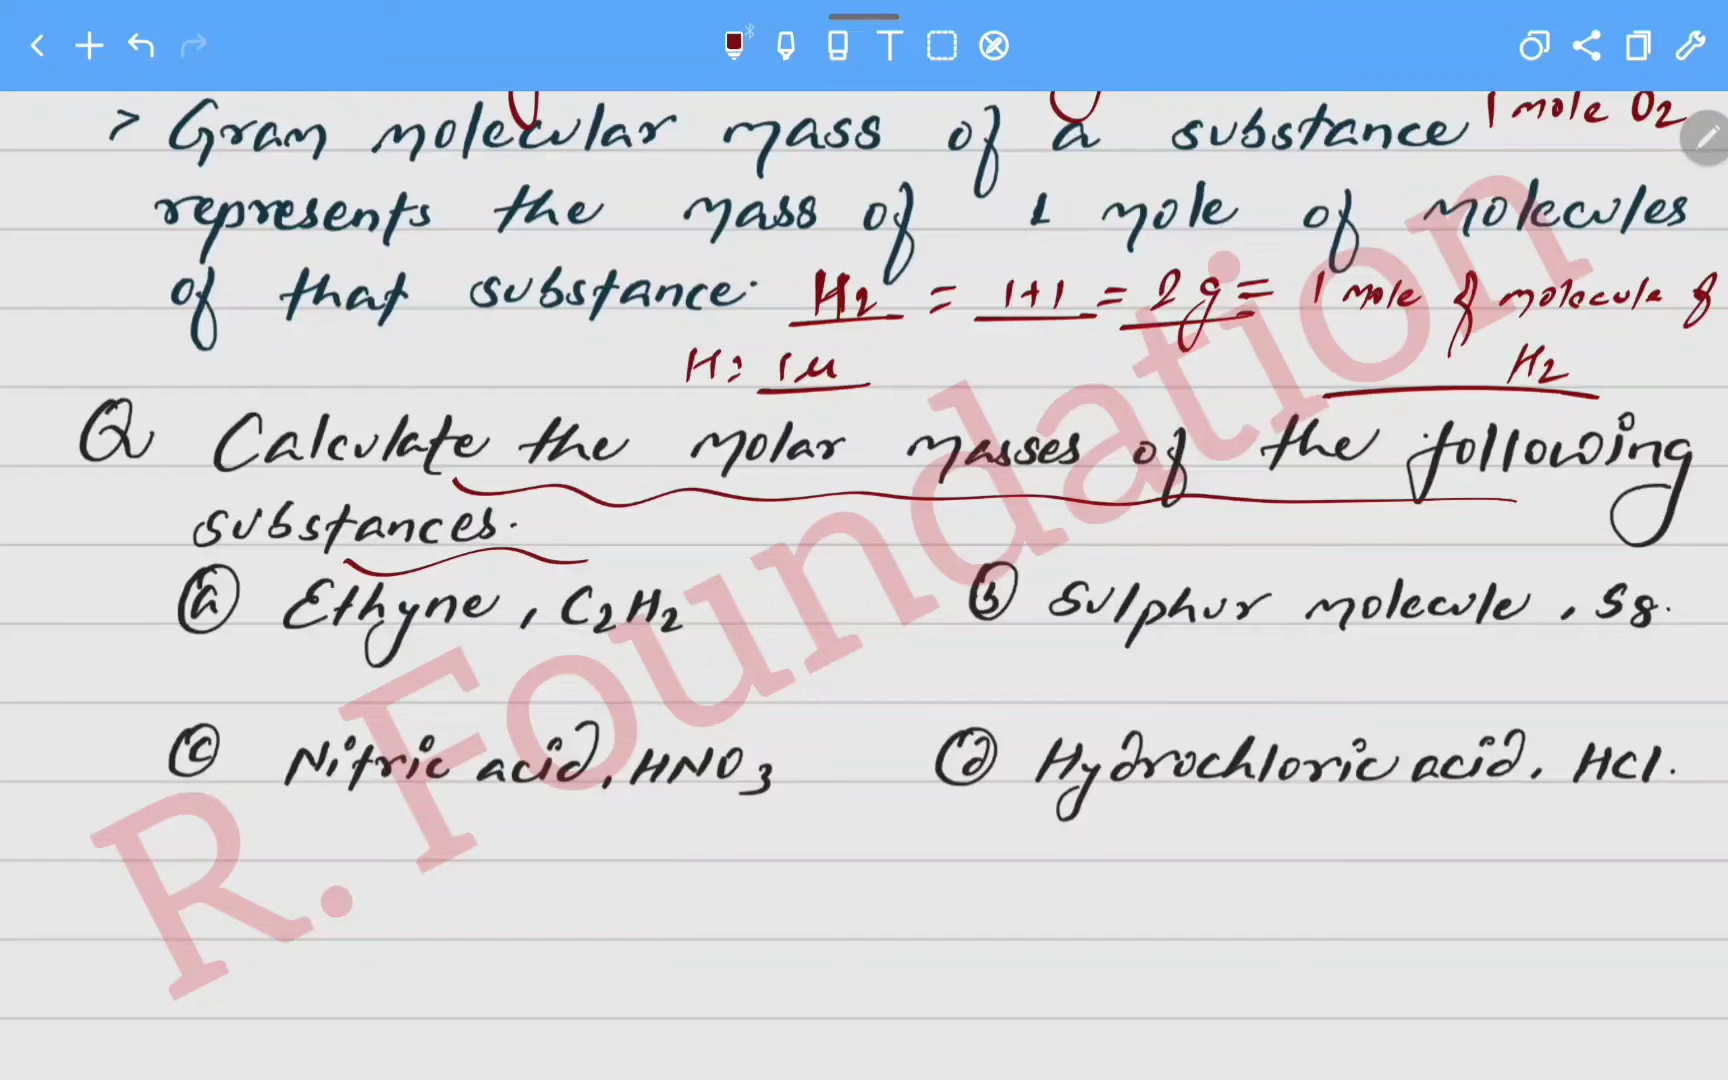 1 mole O2
> Gram molecular mass of a substance
represents the mass of 1 mole of molecules
of that substance. H2 = 1+1 = 2g = 1 mole of molecule of
H: 1u H2
Q Calculate the molar masses of the following
substances.
(a) Ethyne, C2H2 (b) Sulphur molecule, S8.
(c) Nitric acid, HNO3 (d) Hydrochloric acid, HCl.
R. Foundation